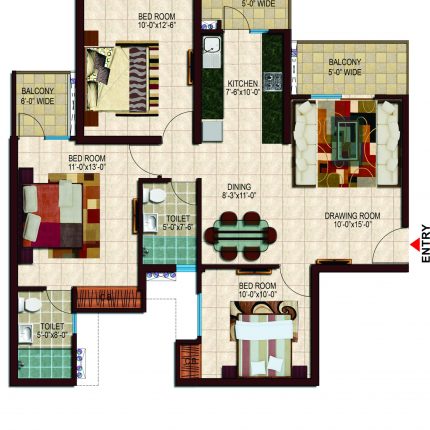 5'-0" WIDE
BED ROOM
10'-0"x12'-6"
BALCONY
6'-0" WIDE
KITCHEN
7'-6"x10'-0"
BALCONY
5'-0" WIDE
BED ROOM
11'-0"x13'-0"
DINING
8'-3"x11'-0"
TOILET
5'-0"x7'-6"
DRAWING ROOM
10'-0"x15'-0"
ENTRY
BED ROOM
10'-0"x10'-0"
C.B.
TOILET
5'-0"x8'-0"
C.B.